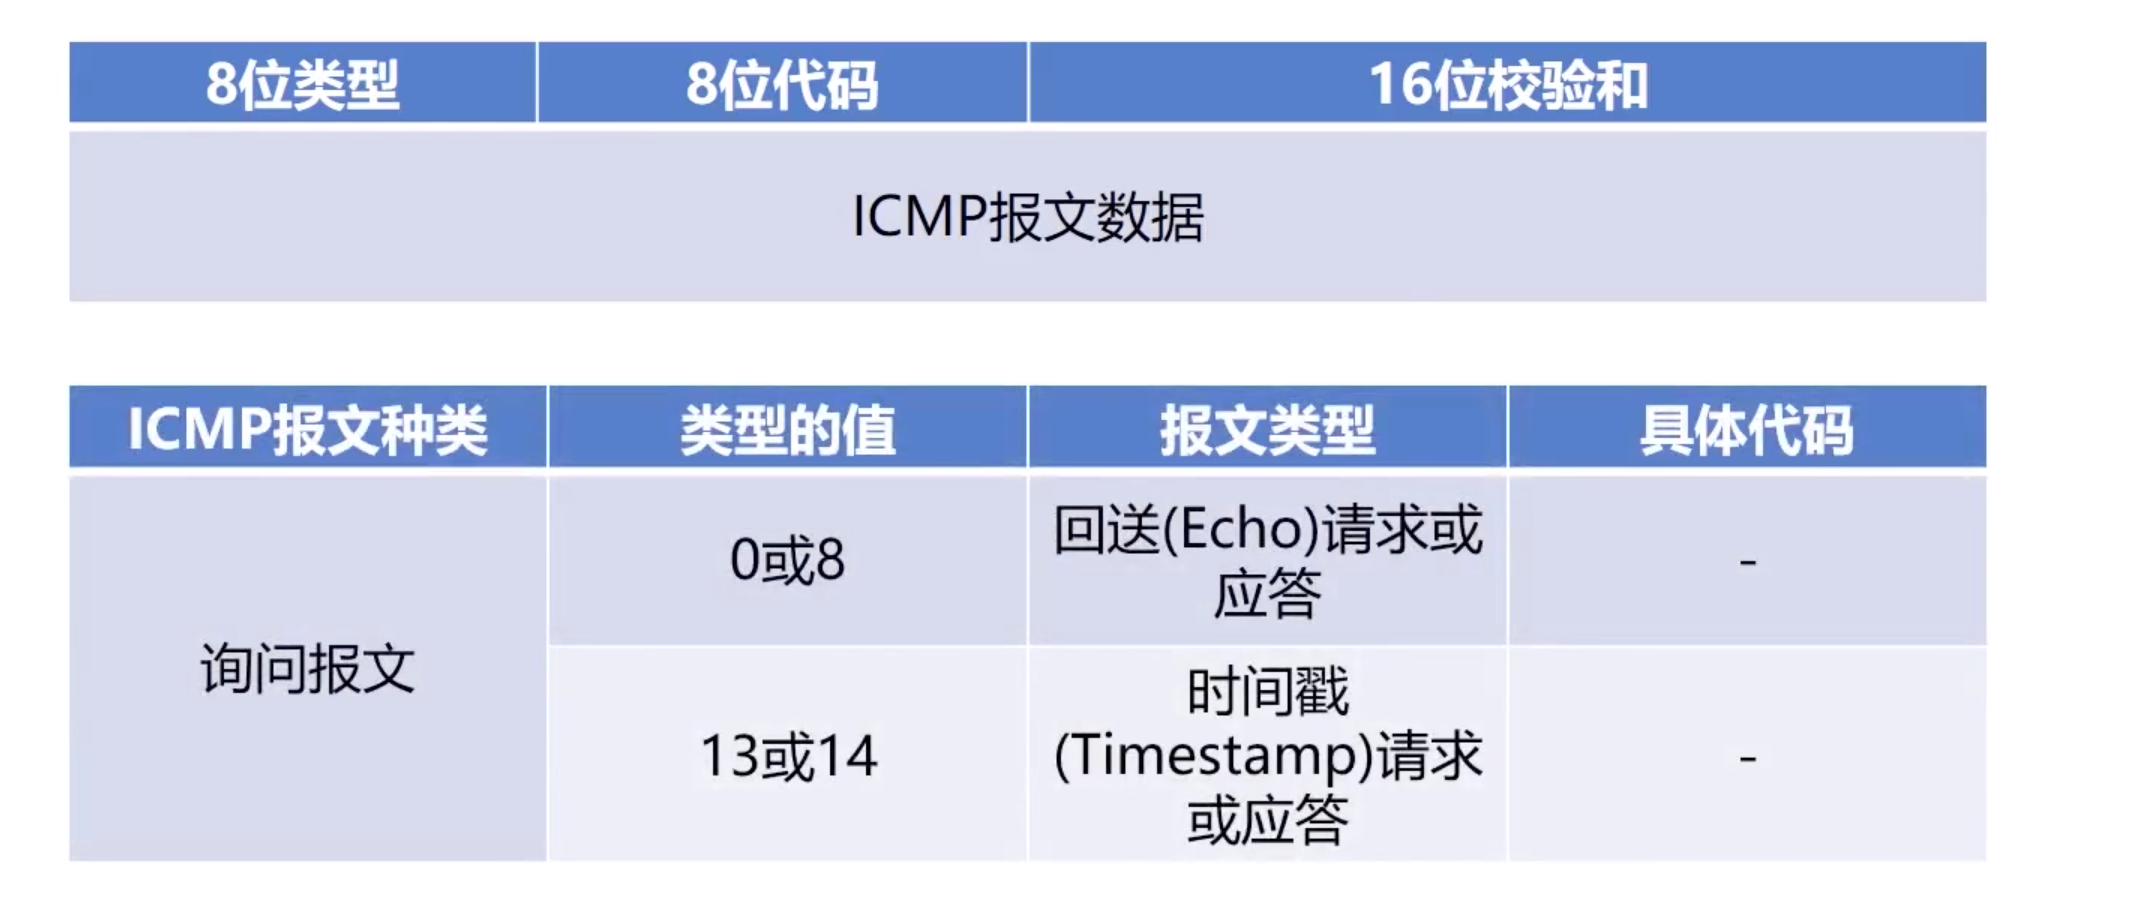 8位类型 8位代码 16位校验和
ICMP报文数据
ICMP报文种类 类型的值 报文类型 具体代码
询问报文
0或8
回送(Echo)请求或
应答
-
13或14
时间戳
(Timestamp)请求
或应答
-